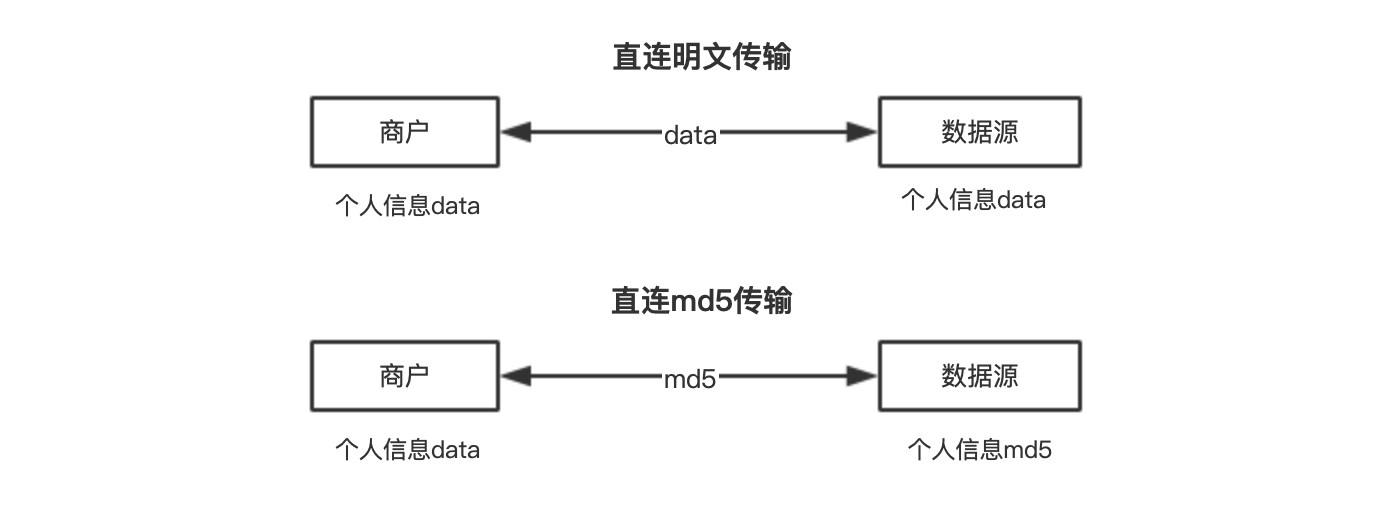 直连明文传输
商户
data
数据源
个人信息data
个人信息data
直连md5传输
商户
md5
数据源
个人信息data
个人信息md5